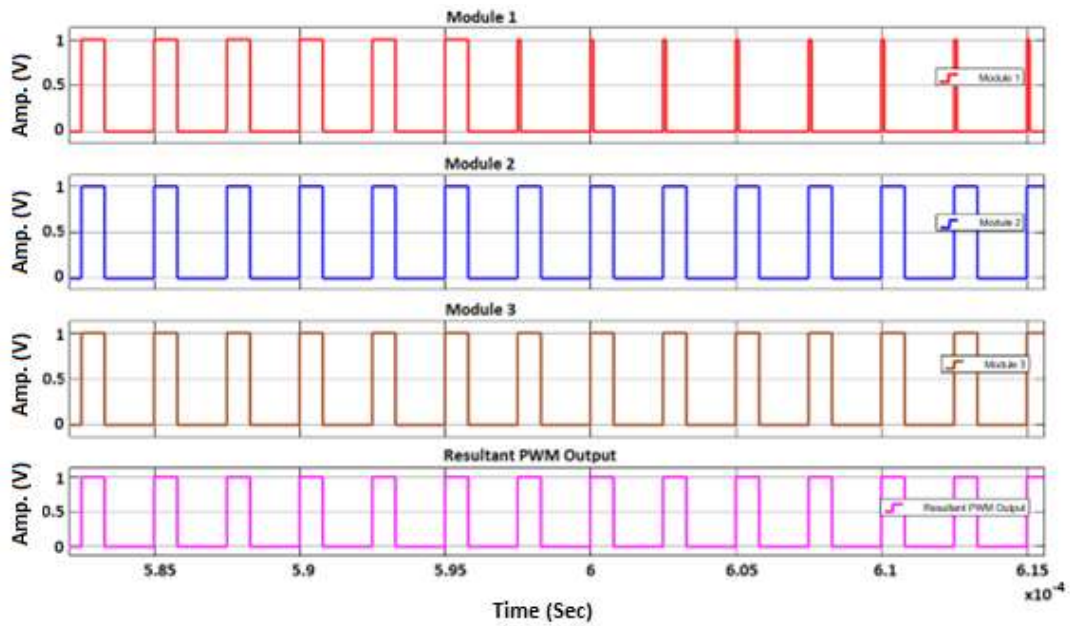 Module 1
Amp. (V)
1
0.5
0
Module 1
Module 2
Amp. (V)
1
0.5
0
Module 2
Module 3
Amp. (V)
1
0.5
0
Module 3
Resultant PWM Output
Amp. (V)
1
0.5
0
Resultant PWM Output
5.85 5.9 5.95 6 6.05 6.1 6.15
x10-4
Time (Sec)